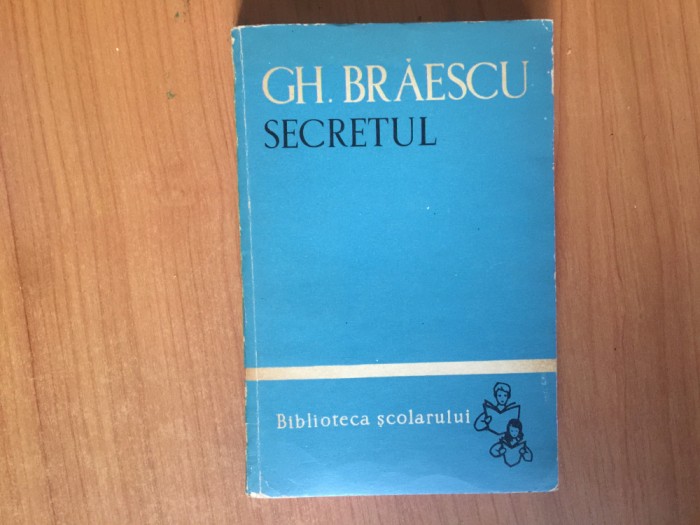 GH. BRĂESCU
SECRETUL
Biblioteca școlarului